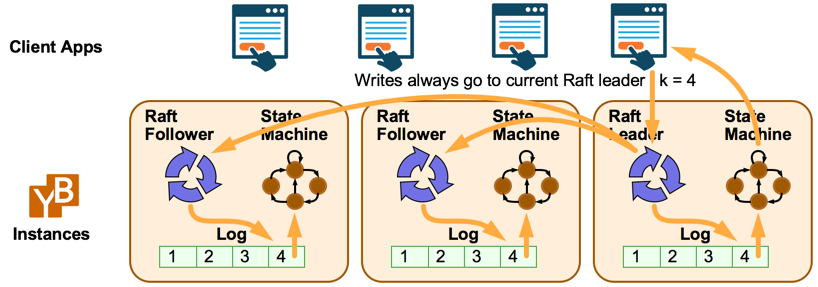 Client Apps
Writes always go to current Raft leader k = 4
Raft Follower
State Machine
Raft Follower
State Machine
Raft Leader
State Machine
YB
Instances
Log
1 2 3 4
Log
1 2 3 4
Log
1 2 3 4